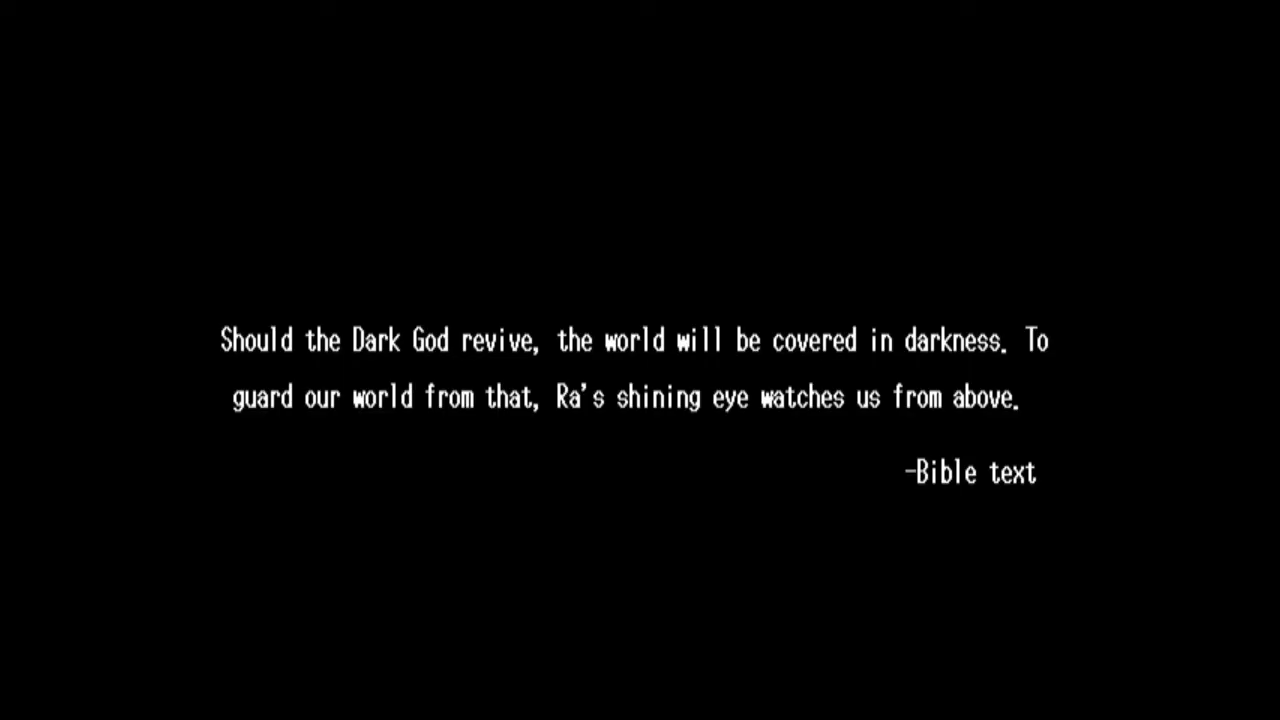 Should the Dark God revive, the world will be covered in darkness. To
guard our world from that, Ra's shining eye watches us from above.
-Bible text